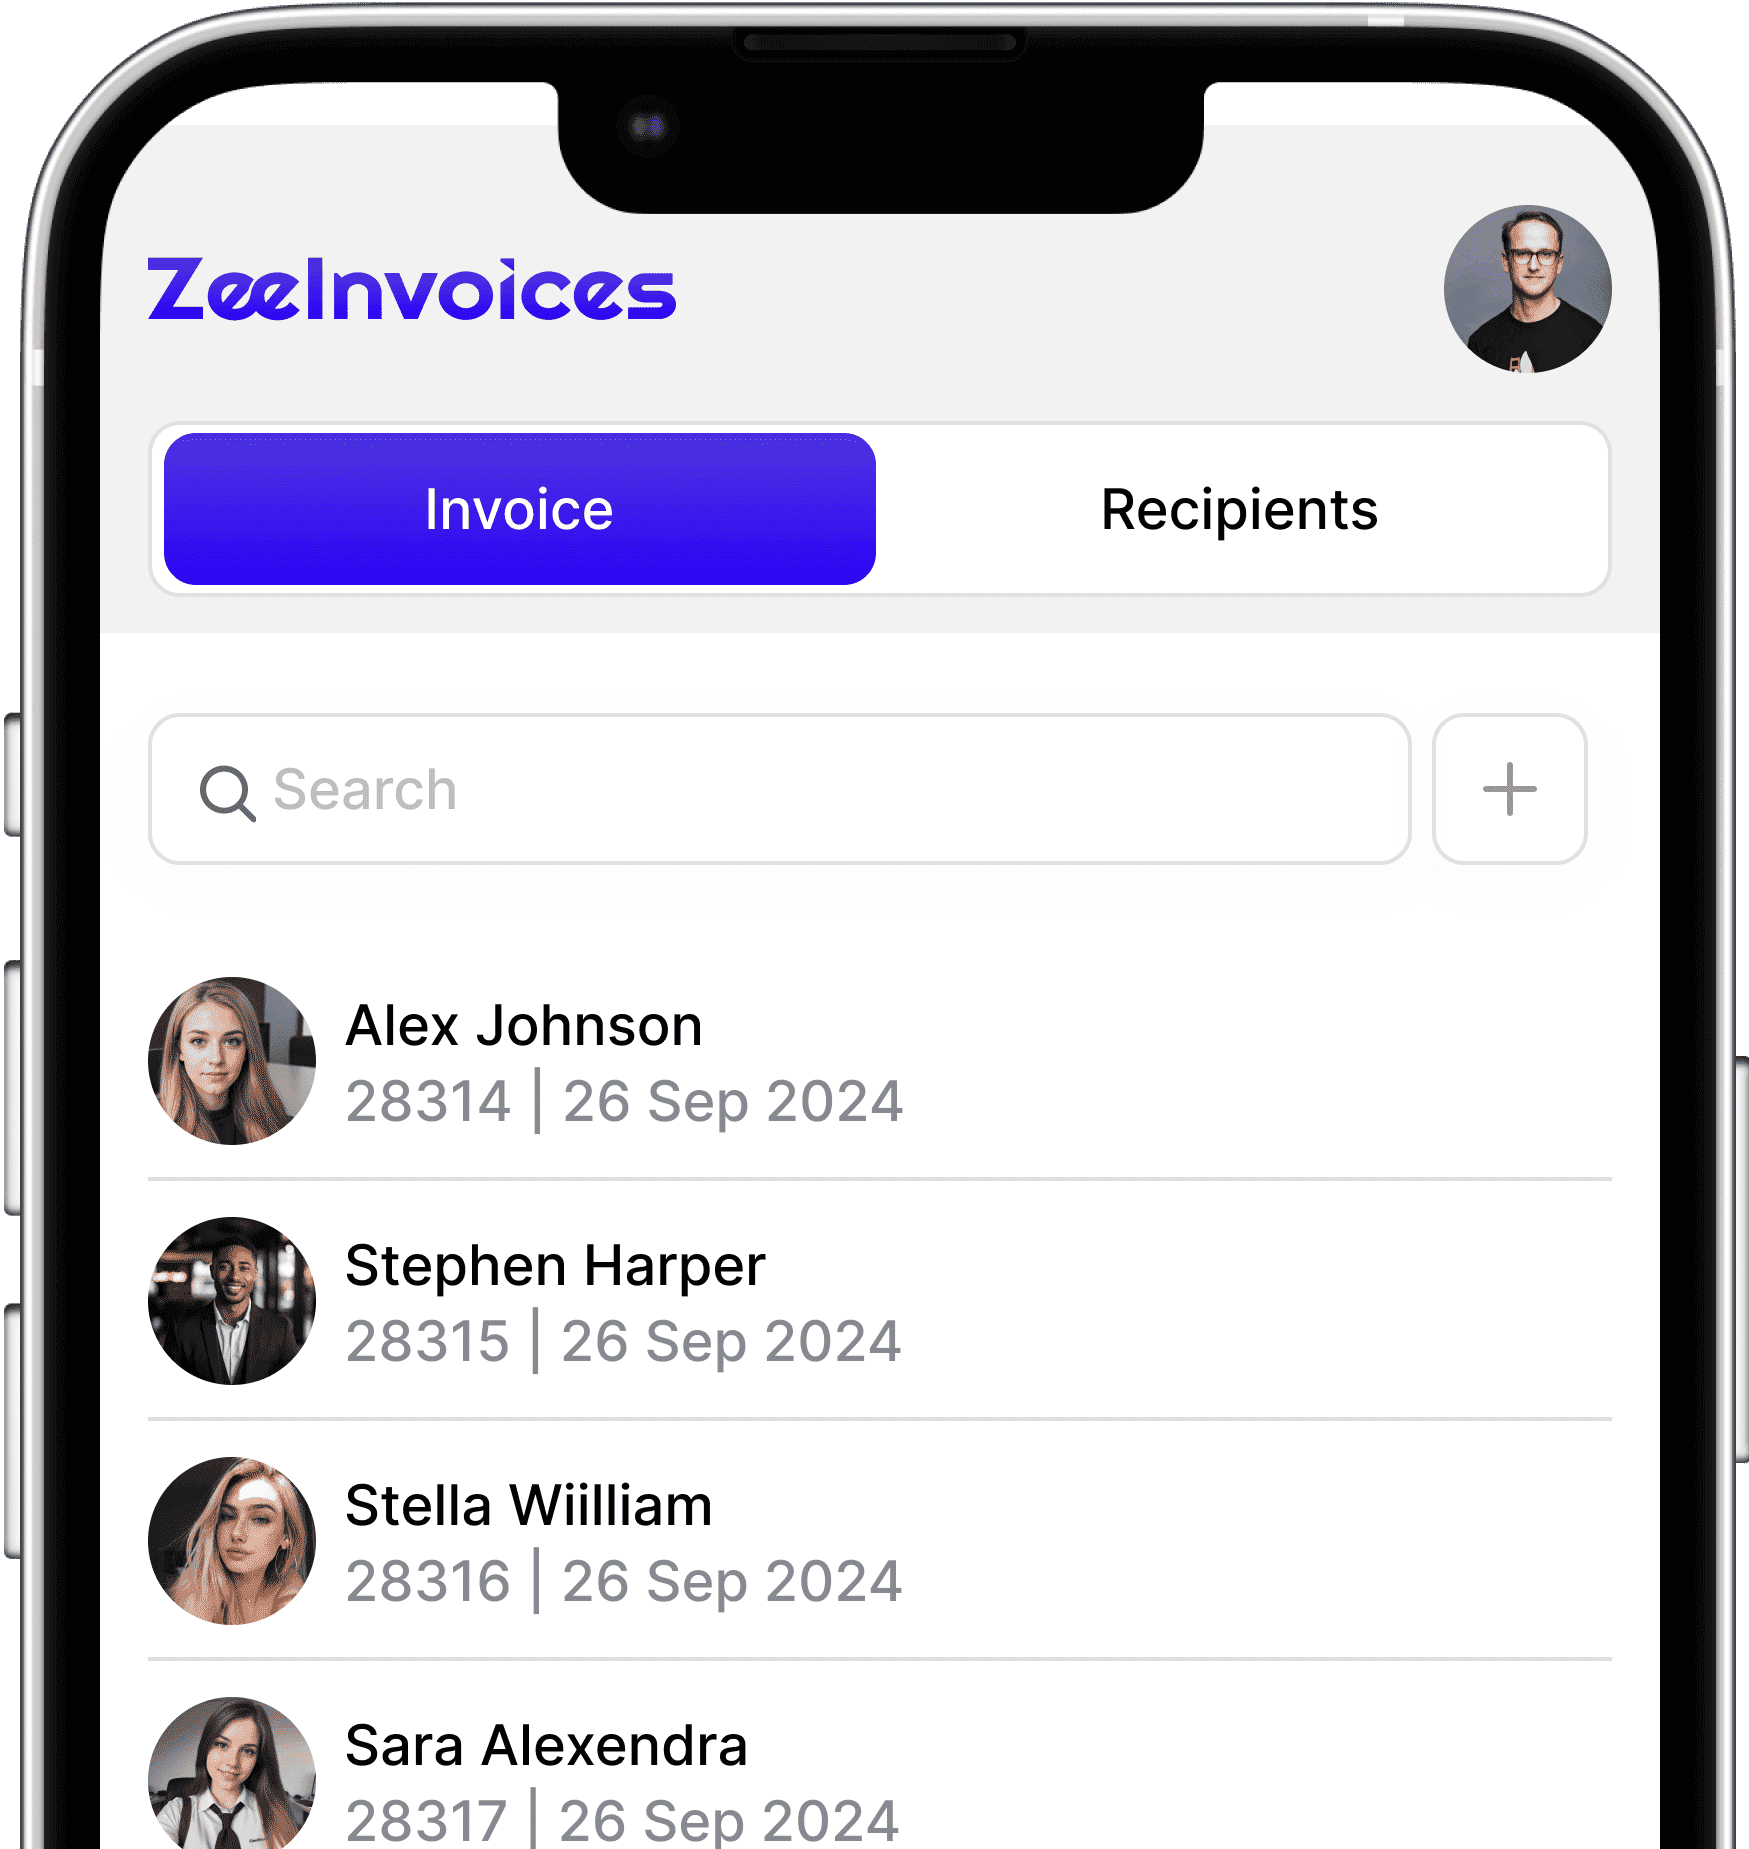 ZeeInvoices
Invoice
Recipients
Search
Alex Johnson
28314 | 26 Sep 2024
Stephen Harper
28315 | 26 Sep 2024
Stella Wiilliam
28316 | 26 Sep 2024
Sara Alexendra
28317 | 26 Sep 2024